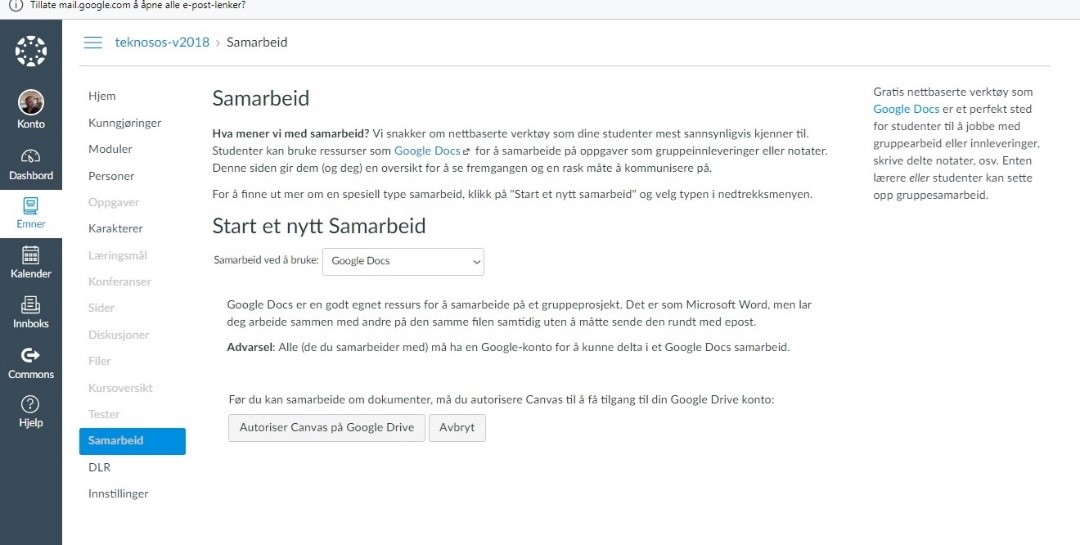 Tillate mail.google.com å åpne alle e-post-lenker?
teknosos-v2018 › Samarbeid
Konto
Dashbord
Emner
Kalender
Innboks
Commons
Hjelp
Hjem
Kunngjøringer
Moduler
Personer
Oppgaver
Karakterer
Læringsmål
Konferanser
Sider
Diskusjoner
Filer
Kursoversikt
Tester
Samarbeid
DLR
Innstillinger
Samarbeid
Hva mener vi med samarbeid? Vi snakker om nettbaserte verktøy som dine studenter mest sannsynligvis kjenner til.
Studenter kan bruke ressurser som Google Docs for å samarbeide på oppgaver som gruppeinnleveringer eller notater.
Denne siden gir dem (og deg) en oversikt for å se fremgangen og en rask måte å kommunisere på.
For å finne ut mer om en spesiell type samarbeid, klikk på "Start et nytt samarbeid" og velg typen i nedtrekksmenyen.
Start et nytt Samarbeid
Samarbeid ved å bruke: Google Docs
Google Docs er en godt egnet ressurs for å samarbeide på et gruppeprosjekt. Det er som Microsoft Word, men lar
deg arbeide sammen med andre på den samme filen samtidig uten å måtte sende den rundt med epost.
Advarsel: Alle (de du samarbeider med) må ha en Google-konto for å kunne delta i et Google Docs samarbeid.
Før du kan samarbeide om dokumenter, må du autorisere Canvas til å få tilgang til din Google Drive konto:
Autoriser Canvas på Google Drive
Avbryt
Gratis nettbaserte verktøy som
Google Docs er et perfekt sted
for studenter til å jobbe med
gruppearbeid eller innleveringer,
skrive delte notater, osv. Enten
lærere eller studenter kan sette
opp gruppesamarbeid.